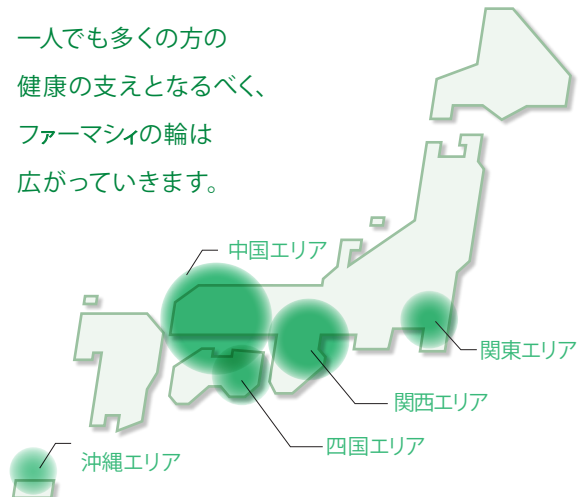 一人でも多くの方の
健康の支えとなるべく、
ファーマシィの輪は
広がっていきます。
中国エリア
関東エリア
関西エリア
四国エリア
沖縄エリア